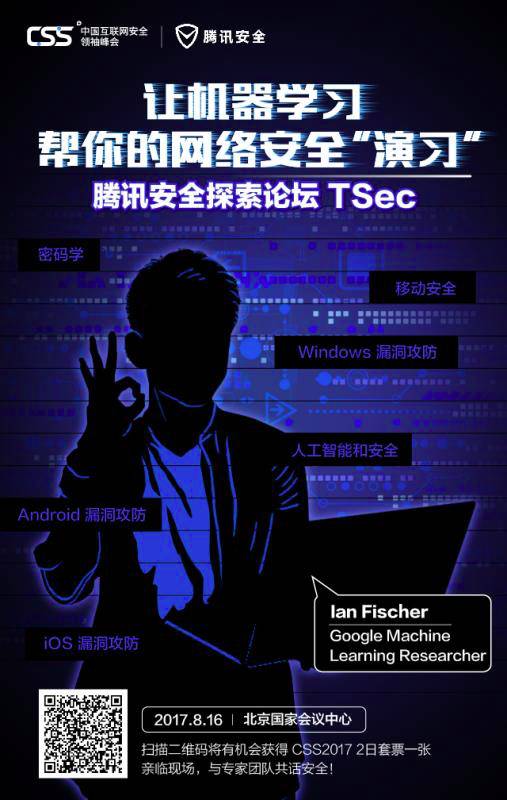 CSS 中国互联网安全
领袖峰会
腾讯安全
让机器学习
帮你的网络安全“演习”
腾讯安全探索论坛 TSec
密码学
移动安全
Windows 漏洞攻防
人工智能和安全
Android 漏洞攻防
Ian Fischer
Google Machine
Learning Researcher
iOS 漏洞攻防
2017.8.16 | 北京国家会议中心
扫描二维码将有机会获得 CSS2017 2日套票一张
亲临现场，与专家团队共话安全！